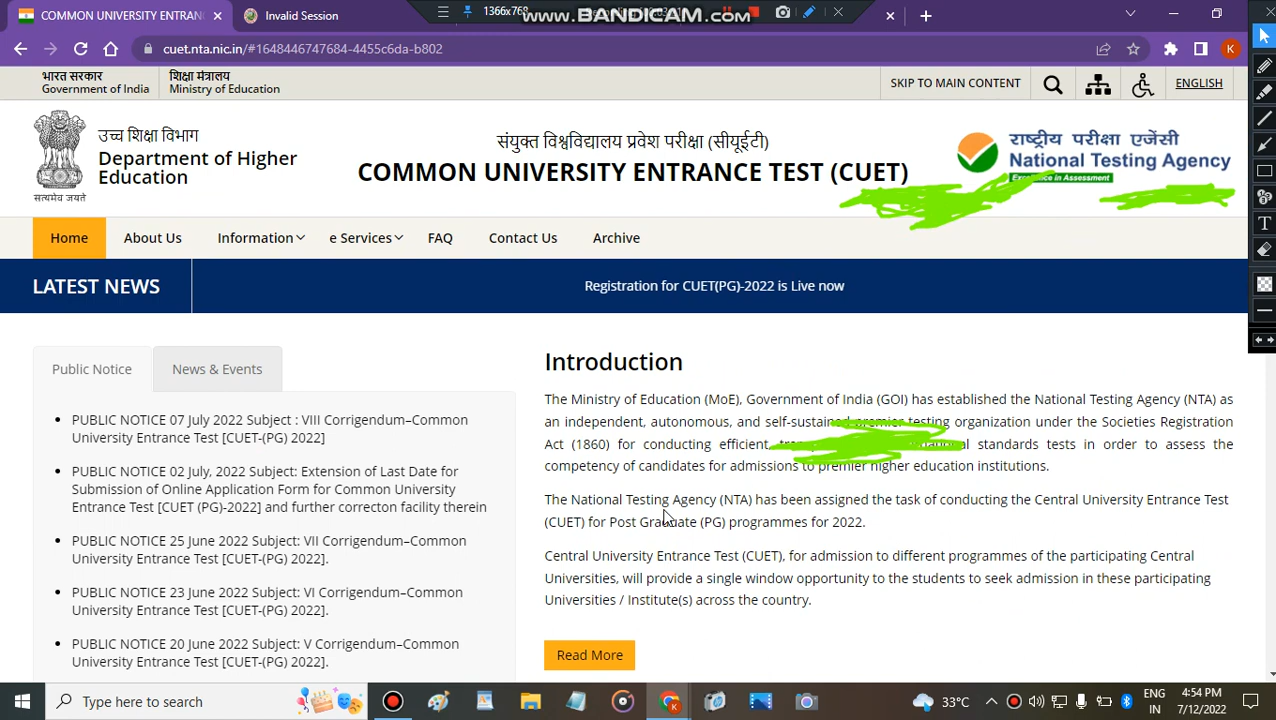 COMMON UNIVERSITY ENTRAN
Invalid Session
1366x768
www.BANDICAM.com
cuet.nta.nic.in/#1648446747684-4455c6da-b802
K
भारत सरकार
Government of India
शिक्षा मंत्रालय
Ministry of Education
SKIP TO MAIN CONTENT
ENGLISH
सत्यमेव जयते
उच्च शिक्षा विभाग
Department of Higher
Education
संयुक्त विश्वविद्यालय प्रवेश परीक्षा (सीयूईटी)
COMMON UNIVERSITY ENTRANCE TEST (CUET)
राष्ट्रीय परीक्षा एजेंसी
National Testing Agency
Excellence in Assessment
Home
About Us
Information
e Services
FAQ
Contact Us
Archive
LATEST NEWS
Registration for CUET(PG)-2022 is Live now
Public Notice
News & Events
PUBLIC NOTICE 07 July 2022 Subject : VIII Corrigendum–Common
University Entrance Test [CUET-(PG) 2022]
PUBLIC NOTICE 02 July, 2022 Subject: Extension of Last Date for
Submission of Online Application Form for Common University
Entrance Test [CUET (PG)-2022] and further correcton facility therein
PUBLIC NOTICE 25 June 2022 Subject: VII Corrigendum–Common
University Entrance Test [CUET-(PG) 2022].
PUBLIC NOTICE 23 June 2022 Subject: VI Corrigendum–Common
University Entrance Test [CUET-(PG) 2022].
PUBLIC NOTICE 20 June 2022 Subject: V Corrigendum–Common
University Entrance Test [CUET-(PG) 2022].
Introduction
The Ministry of Education (MoE), Government of India (GOI) has established the National Testing Agency (NTA) as
an independent, autonomous, and self-sustained premier testing organization under the Societies Registration
Act (1860) for conducting efficient, standards tests in order to assess the
competency of candidates for admissions to premier higher education institutions.
The National Testing Agency (NTA) has been assigned the task of conducting the Central University Entrance Test
(CUET) for Post Graduate (PG) programmes for 2022.
Central University Entrance Test (CUET), for admission to different programmes of the participating Central
Universities, will provide a single window opportunity to the students to seek admission in these participating
Universities / Institute(s) across the country.
Read More
Type here to search
33°C
ENG
IN
4:54 PM
7/12/2022